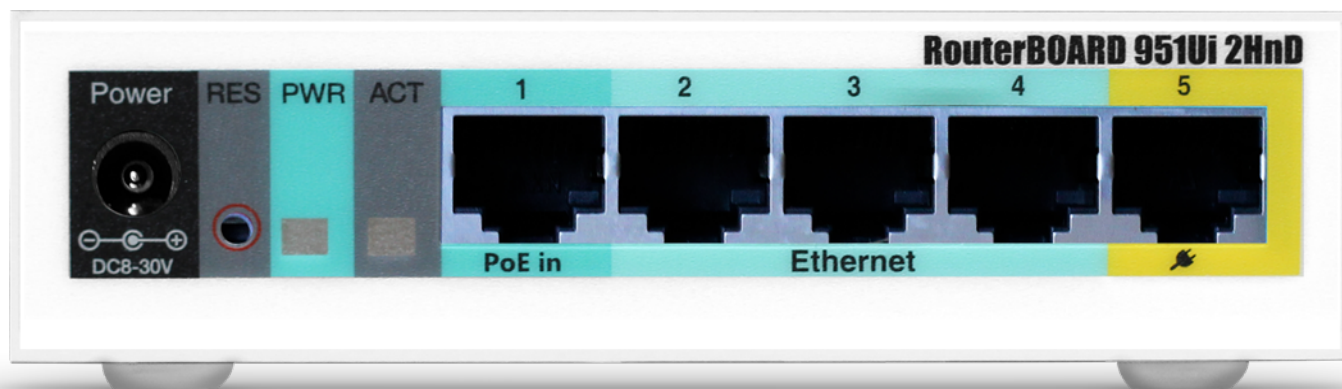 RouterBOARD 951Ui 2HnD
Power RES PWR ACT 1 2 3 4 5
DC8-30V PoE in Ethernet